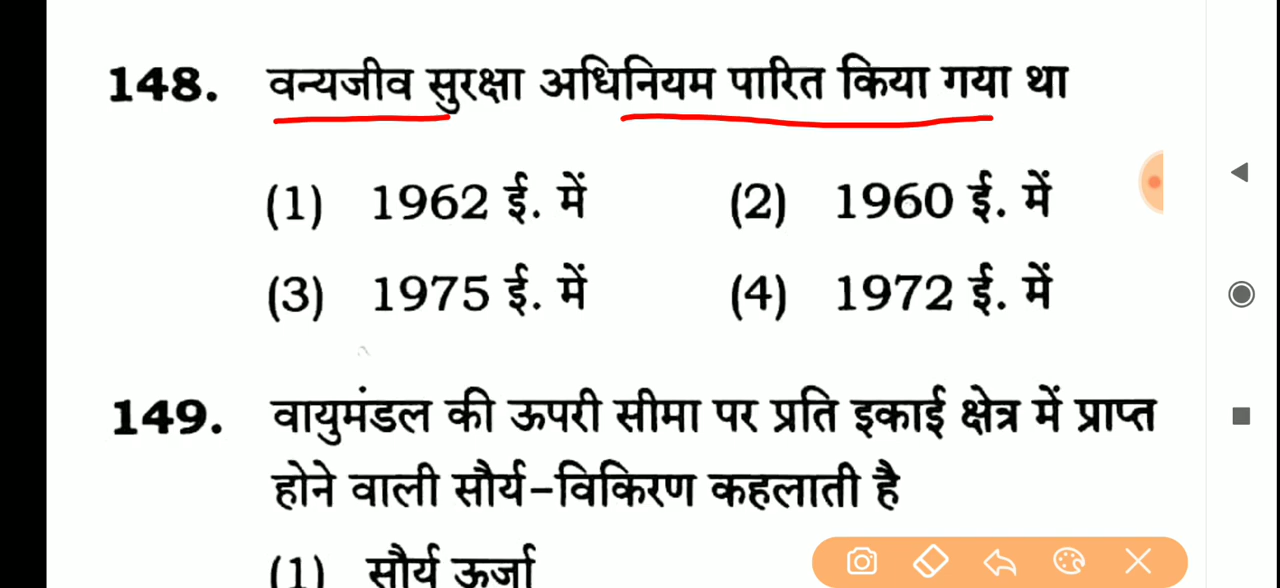 148. वन्यजीव सुरक्षा अधिनियम पारित किया गया था
(1) 1962 ई. में (2) 1960 ई. में
(3) 1975 ई. में (4) 1972 ई. में
149. वायुमंडल की ऊपरी सीमा पर प्रति इकाई क्षेत्र में प्राप्त
होने वाली सौर्य-विकिरण कहलाती है
(1) सौर्य ऊर्जा